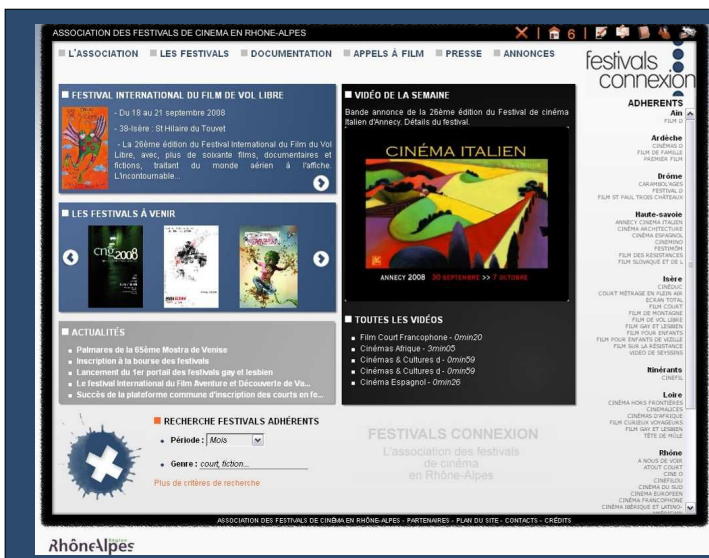 ASSOCIATION DES FESTIVALS DE CINEMA EN RHONE-ALPES
6
L'ASSOCIATION LES FESTIVALS DOCUMENTATION APPELS À FILM PRESSE ANNONCES
festivals
connexion
FESTIVAL INTERNATIONAL DU FILM DE VOL LIBRE
- Du 18 au 21 septembre 2008
- 38-Isère : St Hilaire du Touvet
- La 26ème édition du Festival International du Film du Vol
Libre, avec, plus de soixante films, documentaires et
fictions, traitant du monde aérien à l'affiche.
L'incontournable...
LES FESTIVALS À VENIR
cng 2008
ACTUALITÉS
Palmares de la 65ème Mostra de Venise
Inscription à la bourse des festivals
Lancement du 1er portail des festivals gay et lesbien
Le festival International du Film Aventure et Découverte de Va...
Succès de la plateforme commune d'inscription des courts en fe...
VIDÉO DE LA SEMAINE
Bande annonce de la 26ème édition du Festival de cinéma
Italien d'Annecy. Détails du festival.
CINÉMA ITALIEN
ANNECY 2008 30 SEPTEMBRE >> 7 OCTOBRE
TOUTES LES VIDÉOS
Film Court Francophone - 0min20
Cinémas Afrique - 3min05
Cinémas & Cultures d - 0min59
Cinémas & Cultures d - 0min59
Cinéma Espagnol - 0min26
ADHERENTS
Ain
FILM D
Ardèche
CINÉMAS D
FILM DE FAMILLE
PREMIER FILM
Drôme
CARAMBOL'AGES
FESTIVAL D
FILM ST PAUL TROIS CHÂTEAUX
Haute-savoie
ANNECY CINEMA ITALIEN
CINÉMA ARCHITECTURE
CINÉMA ESPAGNOL
CINEMINO
FESTIMÔM
FILM DES RÉSISTANCES
FILM SLOVAQUE ET DE L
Isère
CINÉDUC
COURT MÉTRAGE EN PLEIN AIR
ECRAN TOTAL
FILM COURT
FILM DE MONTAGNE
FILM DE VOL LIBRE
FILM GAY ET LESBIEN
FILM POUR ENFANTS
FILM POUR ENFANTS DE VIZILLE
FILM SUR LA RÉSISTANCE
VIDEO DE SEYSSINS
Itinérants
CINEFIL
Loire
CINÉMA HORS FRONTIÈRES
CINÉMALICES
CINÉMAS D'AFRIQUE
FILM CURIEUX VOYAGEURS
FILM GAY ET LESBIEN
TÊTE DE MÜLE
Rhône
A NOUS DE VOIR
ATOUT COURT
CINE O
CINEFILOU
CINEMA DU SUD
CINEMA EUROPEEN
CINÉMA FRANCOPHONE
CINÉMA IBÉRIQUE ET LATINO-
RECHERCHE FESTIVALS ADHÉRENTS
Période : Mois
Genre : court, fiction...
Plus de critères de recherche
FESTIVALS CONNEXION
L'association des festivals
de cinéma
en Rhône-Alpes
ASSOCIATION DES FESTIVALS DE CINÉMA EN RHÔNE-ALPES - PARTENAIRES - PLAN DU SITE - CONTACTS - CRÉDITS
RhôneAlpes